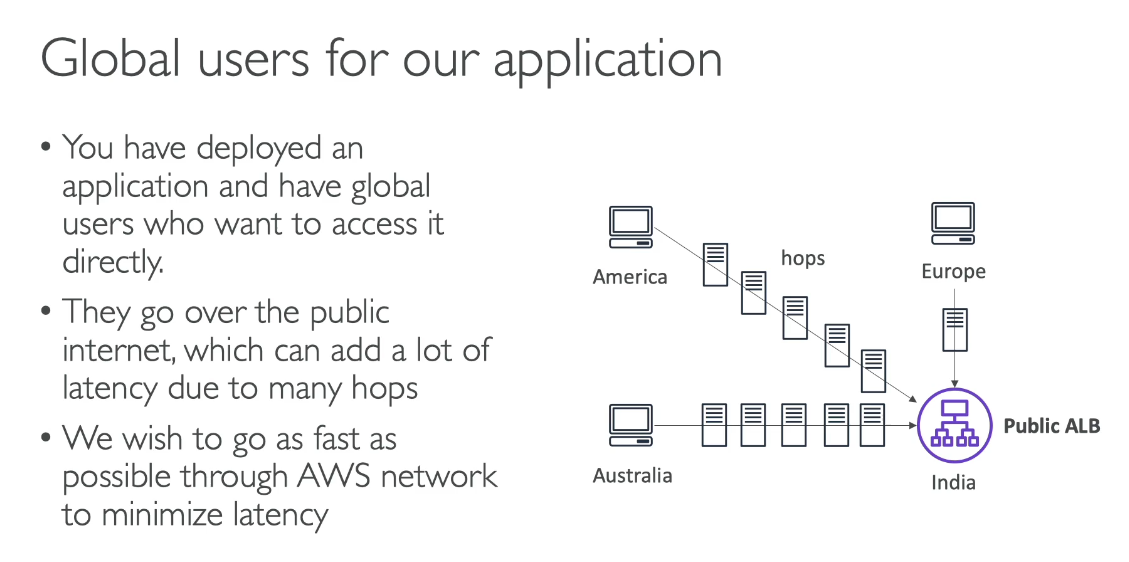 Global users for our application
• You have deployed an
application and have global
users who want to access it
directly.
• They go over the public
internet, which can add a lot of
latency due to many hops
• We wish to go as fast as
possible through AWS network
to minimize latency
America
hops
Europe
Australia
Public ALB
India